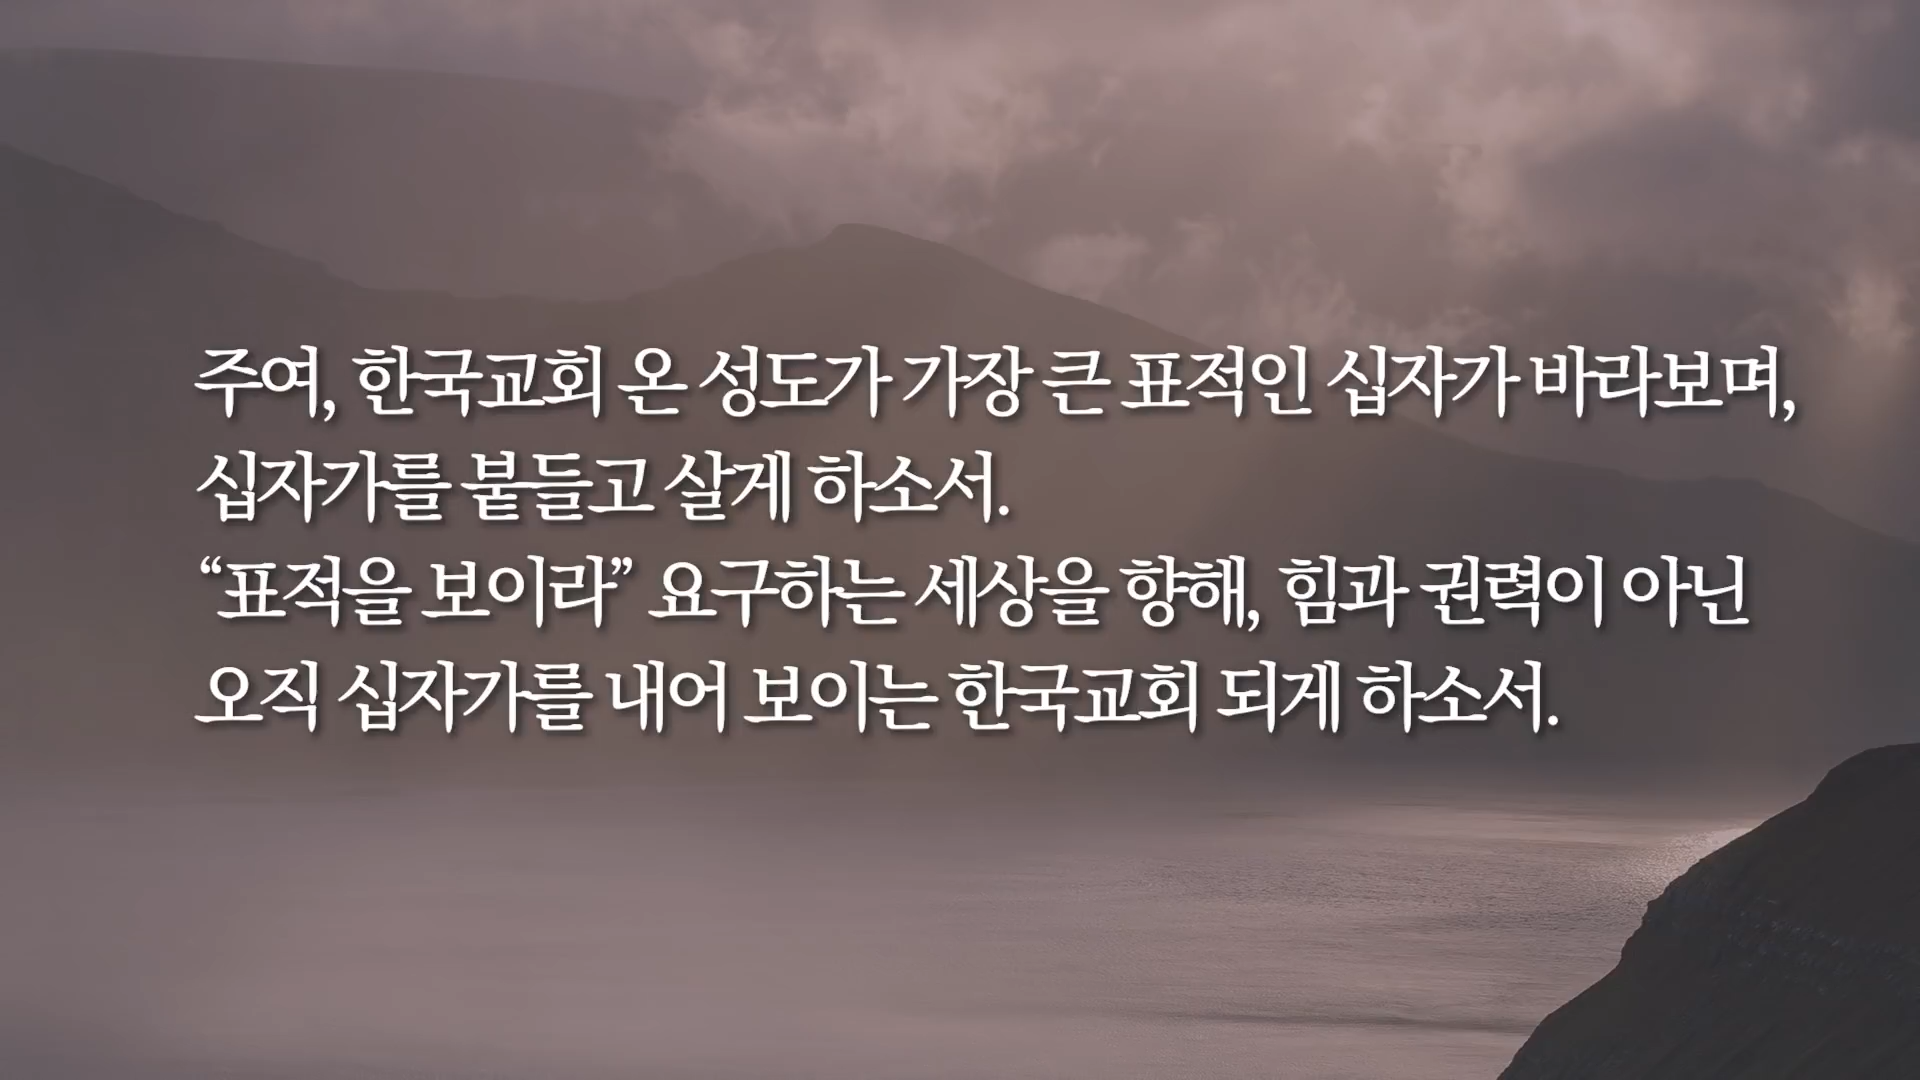 주여, 한국교회 온 성도가 가장 큰 표적인 십자가 바라보며,
십자가를 붙들고 살게 하소서.
“표적을 보이라” 요구하는 세상을 향해, 힘과 권력이 아닌
오직 십자가를 내어 보이는 한국교회 되게 하소서.